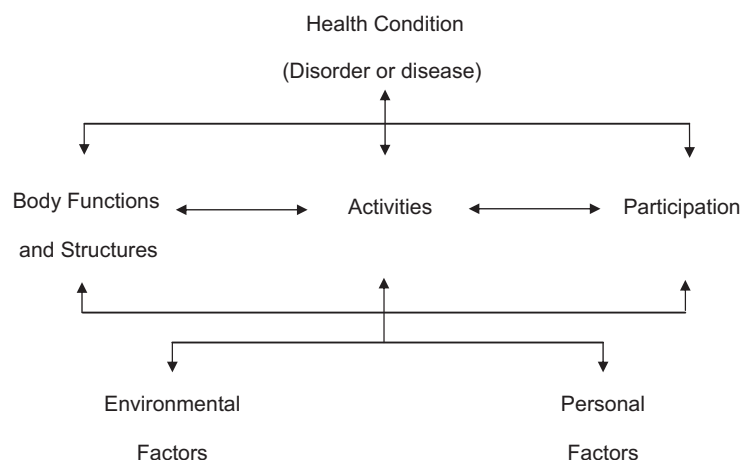 Health Condition
(Disorder or disease)
Body Functions
and Structures
Activities
Participation
Environmental
Factors
Personal
Factors